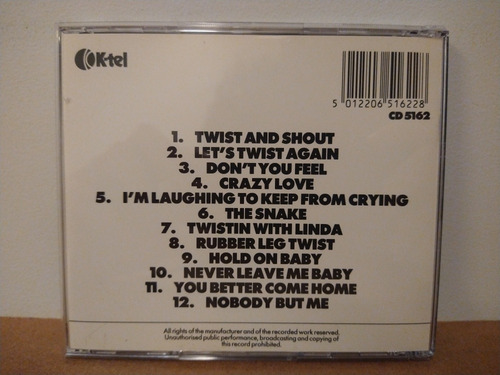 K-tel
5 012206 516228
CD 5162
1. TWIST AND SHOUT
2. LET'S TWIST AGAIN
3. DON'T YOU FEEL
4. CRAZY LOVE
5. I'M LAUGHING TO KEEP FROM CRYING
6. THE SNAKE
7. TWISTIN WITH LINDA
8. RUBBER LEG TWIST
9. HOLD ON BABY
10. NEVER LEAVE ME BABY
11. YOU BETTER COME HOME
12. NOBODY BUT ME
All rights of the manufacturer and of the recorded work reserved.
Unauthorised public performance, broadcasting and copying of
this record prohibited.